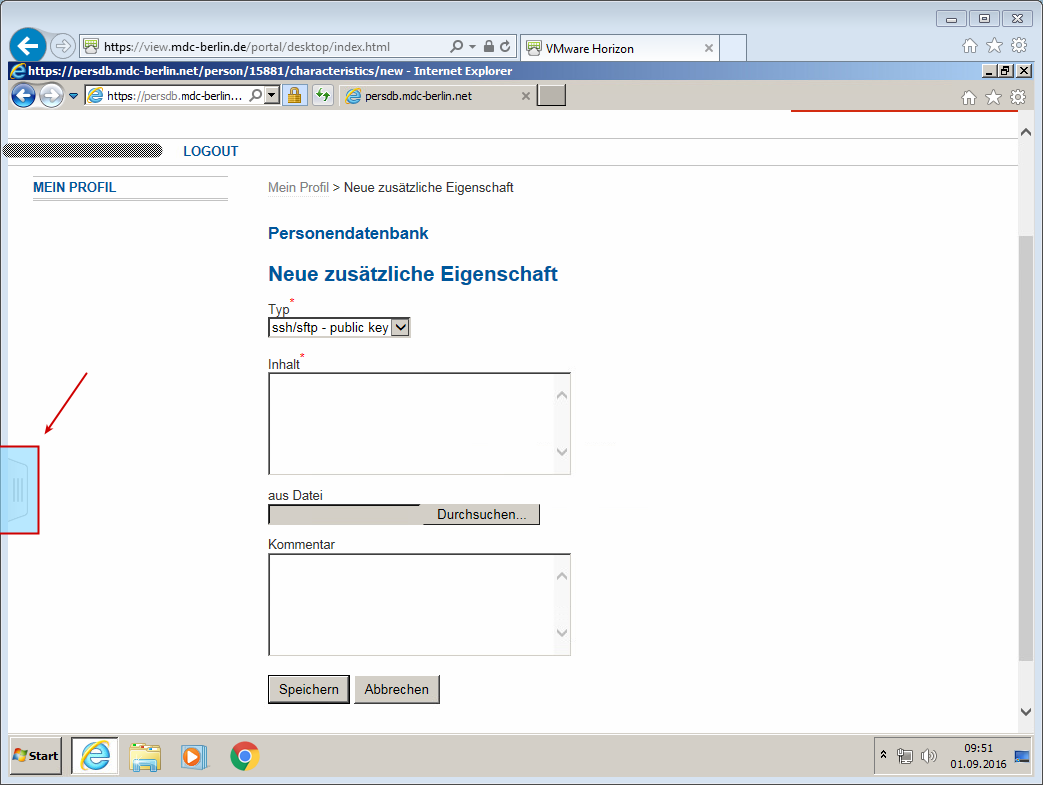 https://view.mdc-berlin.de/portal/desktop/index.html
VMware Horizon
https://persdb.mdc-berlin.net/person/15881/characteristics/new - Internet Explorer
https://persdb.mdc-berlin...
persdb.mdc-berlin.net
LOGOUT
MEIN PROFIL
Mein Profil > Neue zusätzliche Eigenschaft
Personendatenbank
Neue zusätzliche Eigenschaft
Typ*
ssh/sftp - public key
Inhalt*
aus Datei
Durchsuchen...
Kommentar
Speichern
Abbrechen
Start
09:51
01.09.2016